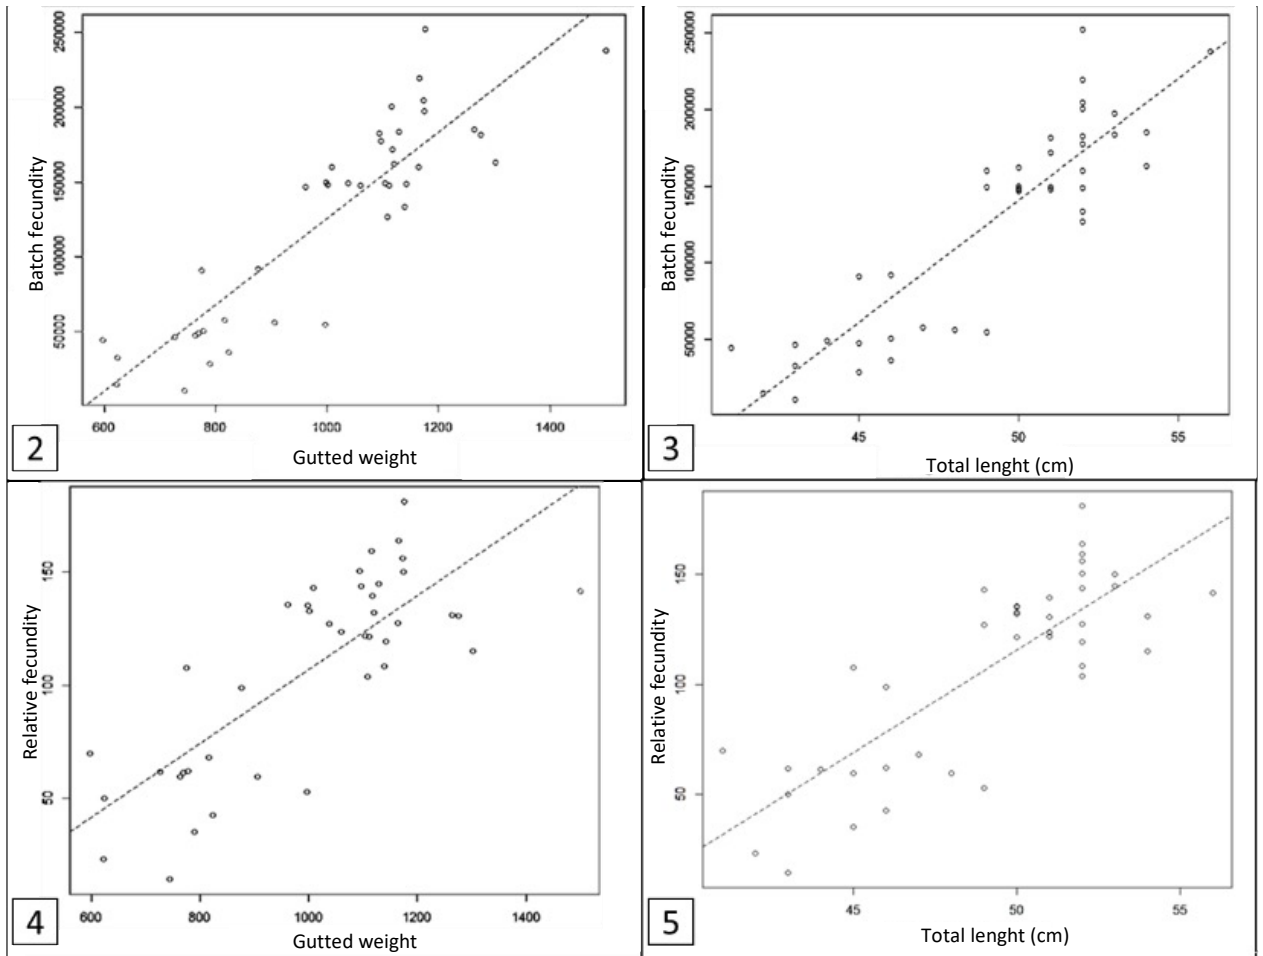 250000
200000
150000
100000
50000
Batch fecundity
600 800 1000 1200 1400
Gutted weight
2
250000
200000
150000
100000
50000
Batch fecundity
45 50 55
Total lenght (cm)
3
150
100
50
Relative fecundity
600 800 1000 1200 1400
Gutted weight
4
150
100
50
Relative fecundity
45 50 55
Total lenght (cm)
5